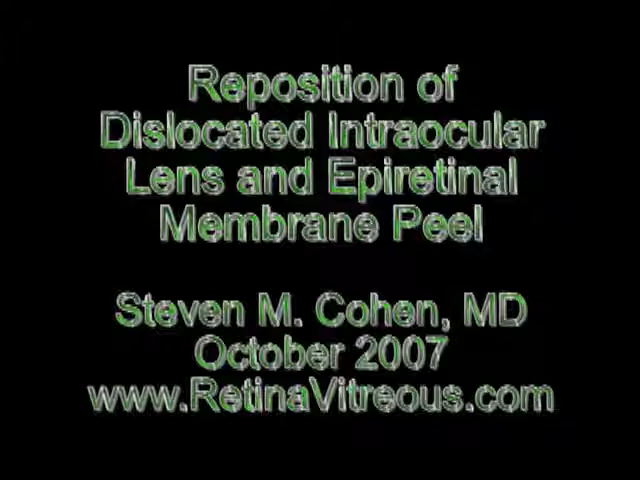 Reposition of
Dislocated Intraocular
Lens and Epiretinal
Membrane Peel
Steven M. Cohen, MD
October 2007
www.RetinaVitreous.com